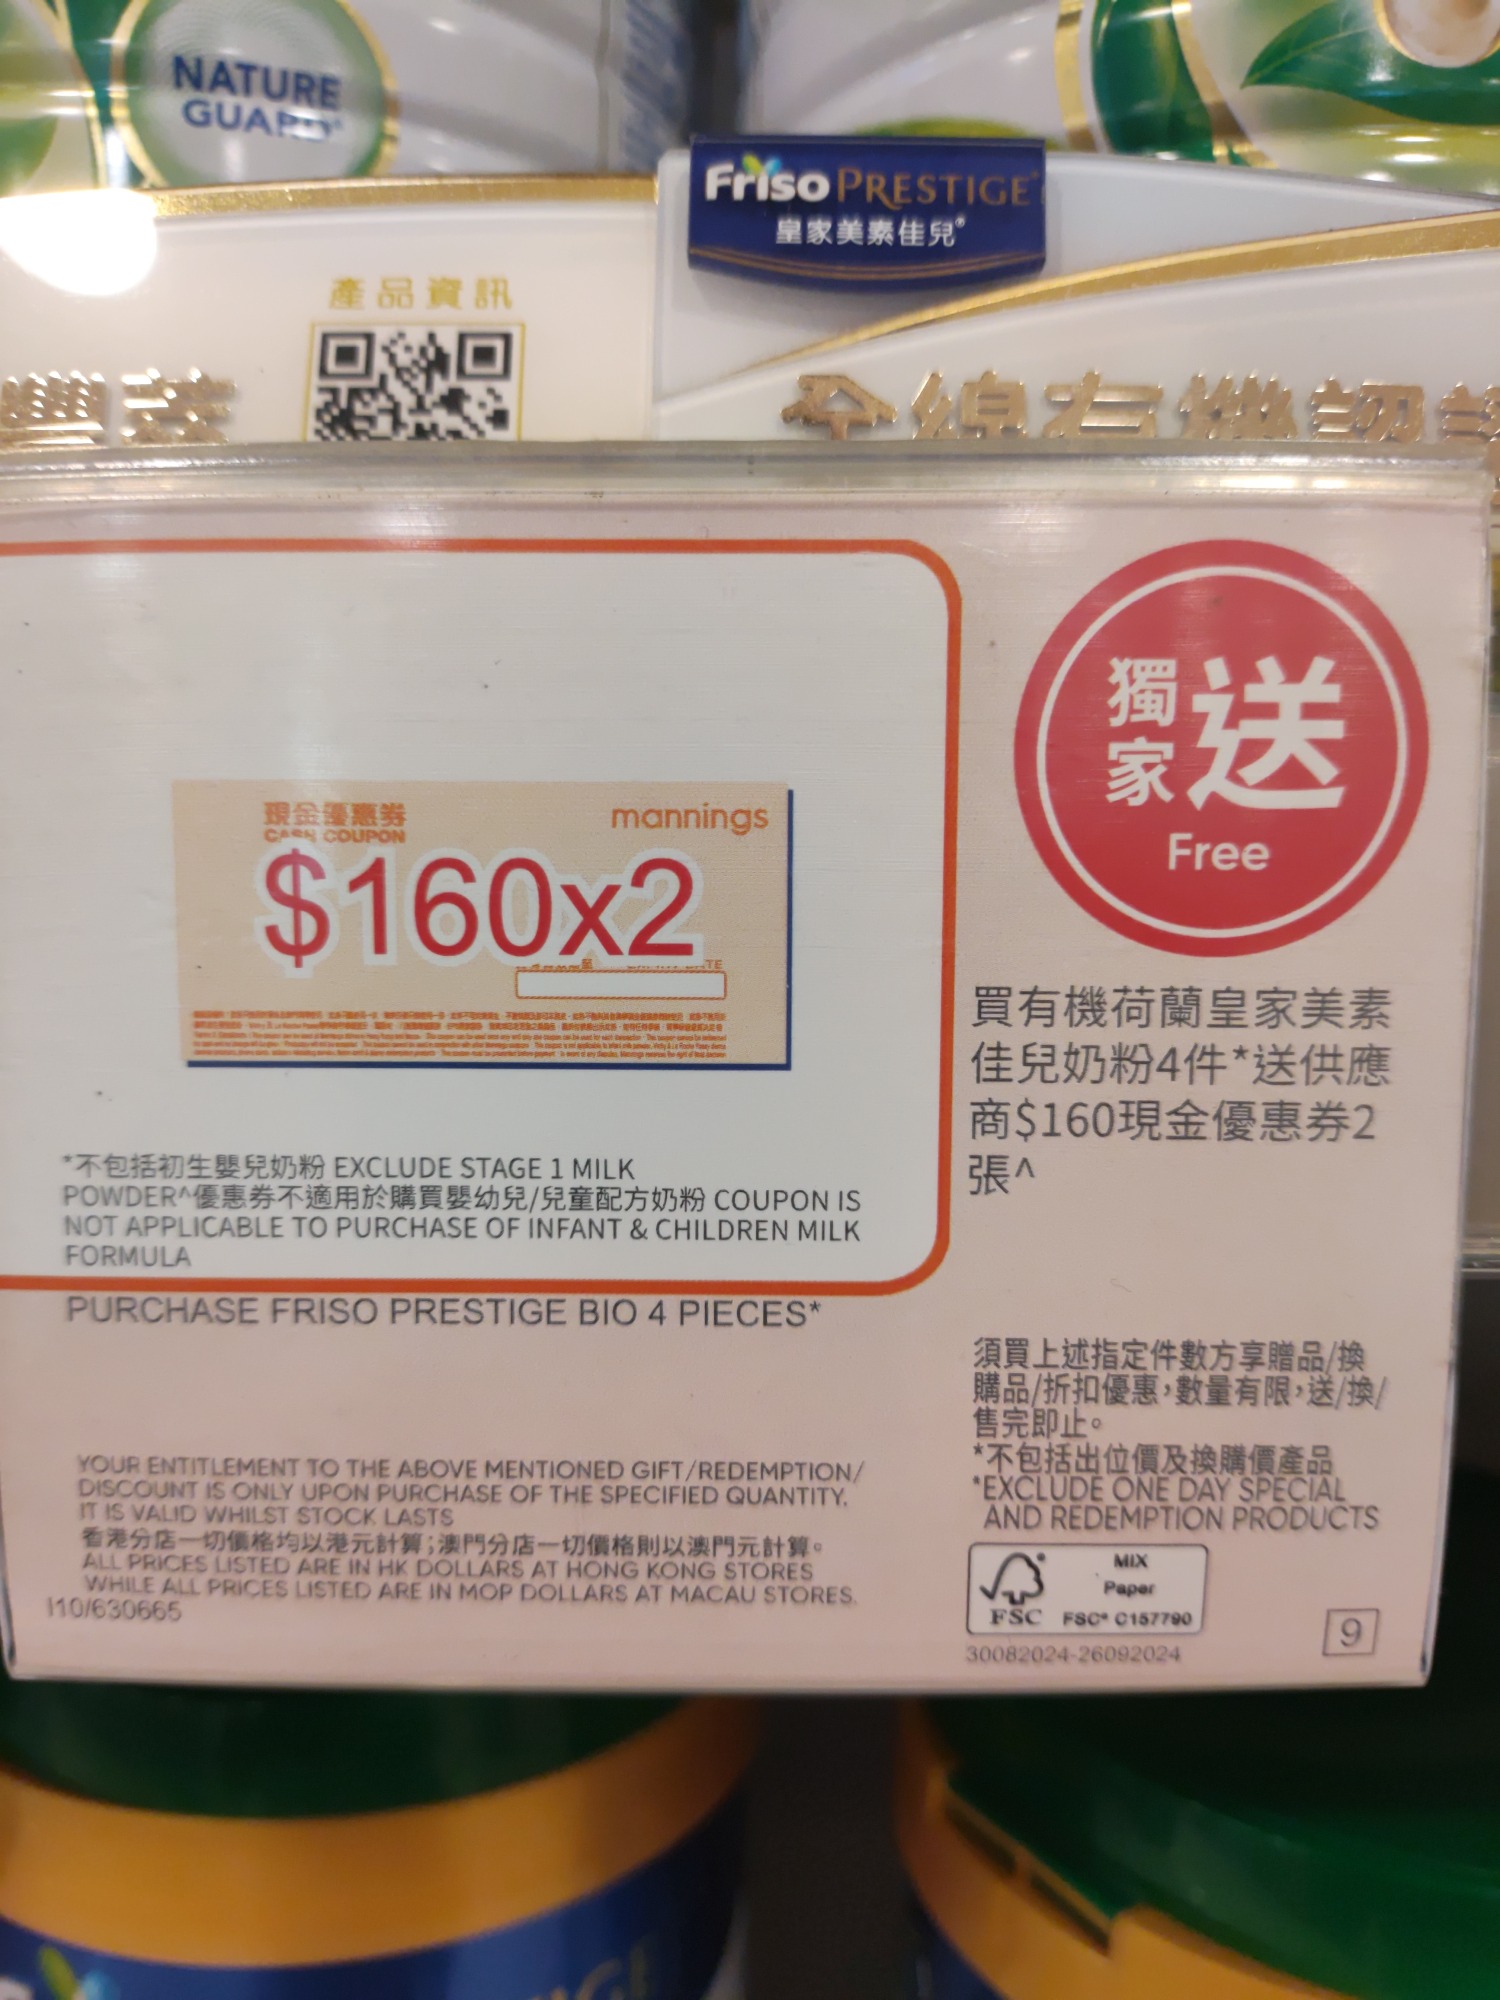 NATURE
GUARD
Friso PRESTIGE
皇家美素佳兒®
產品資訊
全線有機認
獨家
送
Free
現金優惠券
mannings
CASH COUPON
$160x2
買有機荷蘭皇家美素
佳兒奶粉4件*送供應
商$160現金優惠券2
張^
*不包括初生嬰兒奶粉 EXCLUDE STAGE 1 MILK
POWDER^優惠券不適用於購買嬰幼兒/兒童配方奶粉 COUPON IS
NOT APPLICABLE TO PURCHASE OF INFANT & CHILDREN MILK
FORMULA
PURCHASE FRISO PRESTIGE BIO 4 PIECES*
須買上述指定件數方享贈品/換
購品/折扣優惠，數量有限，送/換/
售完即止。
*不包括出位價及換購價產品
*EXCLUDE ONE DAY SPECIAL
AND REDEMPTION PRODUCTS
YOUR ENTITLEMENT TO THE ABOVE MENTIONED GIFT/REDEMPTION/
DISCOUNT IS ONLY UPON PURCHASE OF THE SPECIFIED QUANTITY.
IT IS VALID WHILST STOCK LASTS
香港分店一切價格均以港元計算；澳門分店一切價格則以澳門元計算。
ALL PRICES LISTED ARE IN HK DOLLARS AT HONG KONG STORES
WHILE ALL PRICES LISTED ARE IN MOP DOLLARS AT MACAU STORES.
I10/630665
MIX
Paper
FSC FSC® C157790
30082024-26092024
9